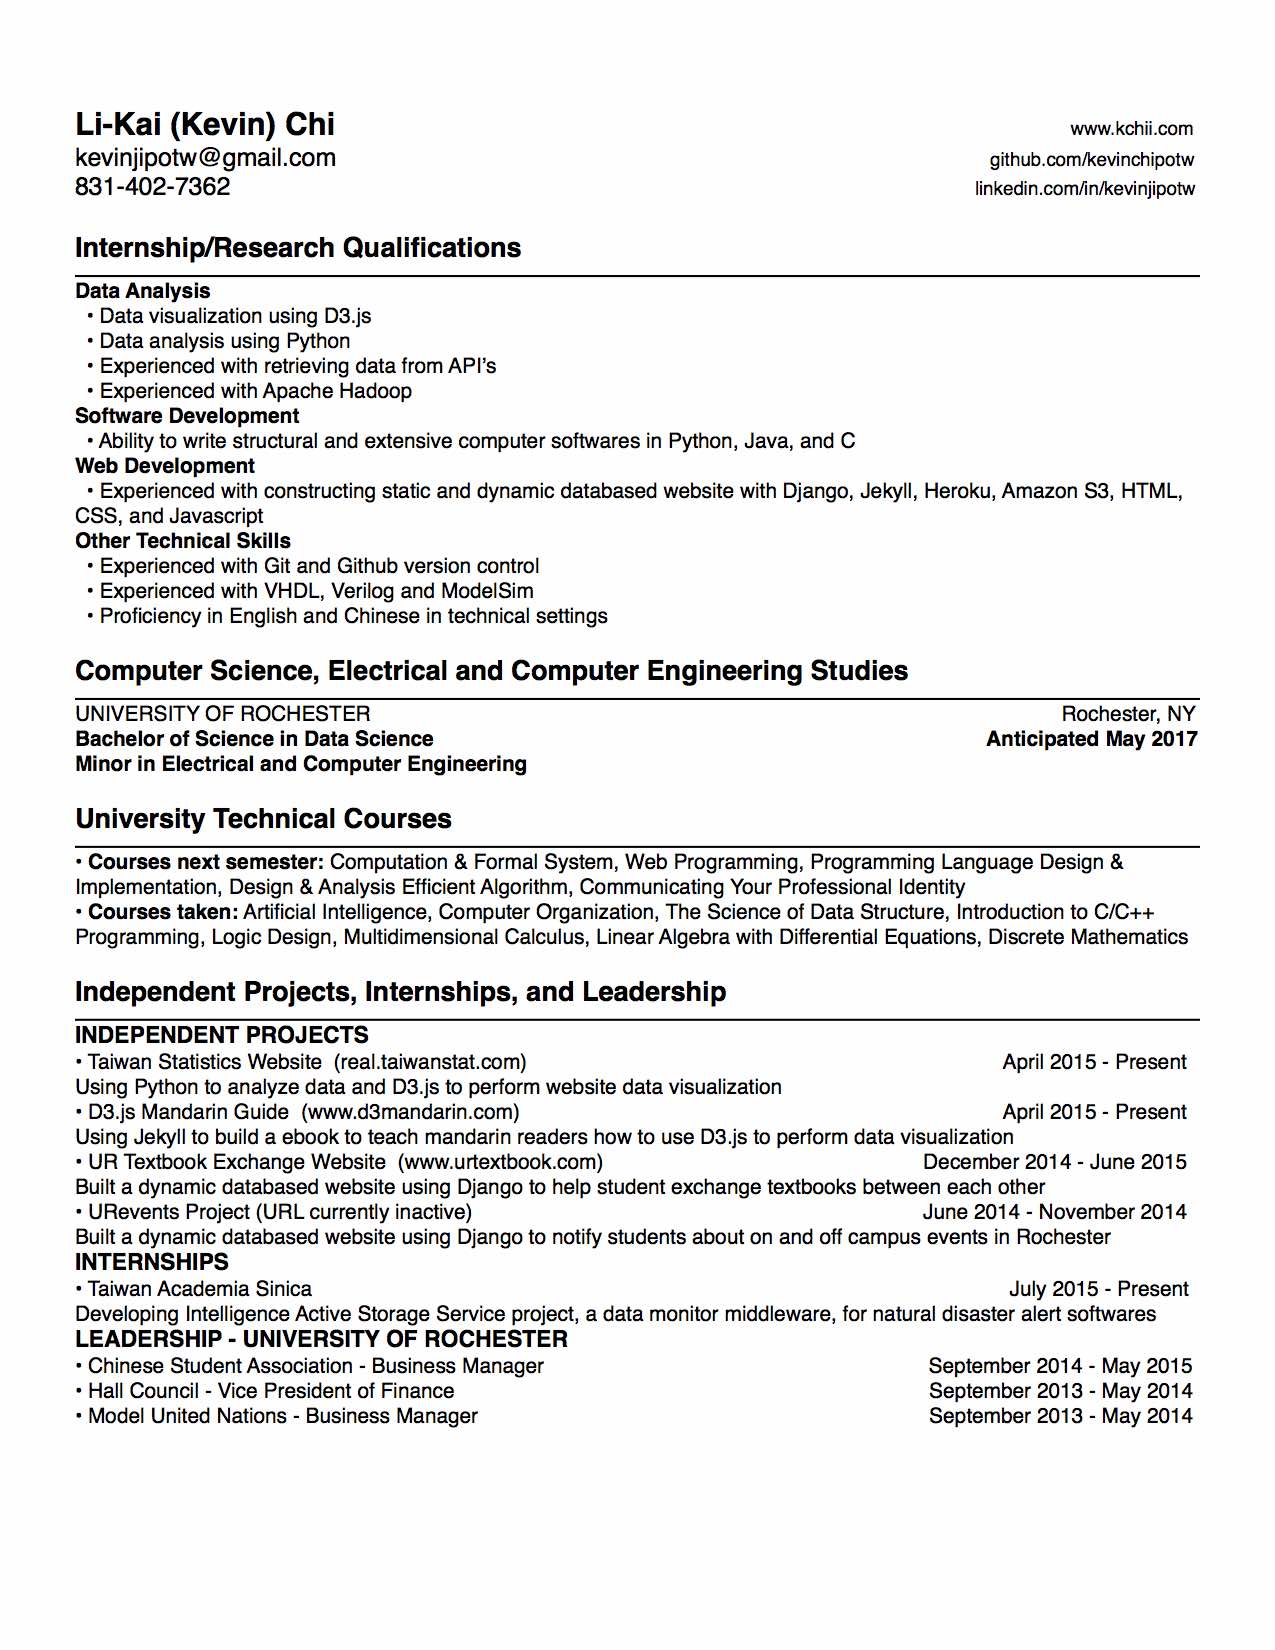 Li-Kai (Kevin) Chi www.kchii.com
kevinjipotw@gmail.com github.com/kevinchipotw
831-402-7362 linkedin.com/in/kevinjipotw
Internship/Research Qualifications
Data Analysis
• Data visualization using D3.js
• Data analysis using Python
• Experienced with retrieving data from API's
• Experienced with Apache Hadoop
Software Development
• Ability to write structural and extensive computer softwares in Python, Java, and C
Web Development
• Experienced with constructing static and dynamic databased website with Django, Jekyll, Heroku, Amazon S3, HTML,
CSS, and Javascript
Other Technical Skills
• Experienced with Git and Github version control
• Experienced with VHDL, Verilog and ModelSim
• Proficiency in English and Chinese in technical settings
Computer Science, Electrical and Computer Engineering Studies
UNIVERSITY OF ROCHESTER Rochester, NY
Bachelor of Science in Data Science Anticipated May 2017
Minor in Electrical and Computer Engineering
University Technical Courses
• Courses next semester: Computation & Formal System, Web Programming, Programming Language Design &
Implementation, Design & Analysis Efficient Algorithm, Communicating Your Professional Identity
• Courses taken: Artificial Intelligence, Computer Organization, The Science of Data Structure, Introduction to C/C++
Programming, Logic Design, Multidimensional Calculus, Linear Algebra with Differential Equations, Discrete Mathematics
Independent Projects, Internships, and Leadership
INDEPENDENT PROJECTS
• Taiwan Statistics Website (real.taiwanstat.com) April 2015 - Present
Using Python to analyze data and D3.js to perform website data visualization
• D3.js Mandarin Guide (www.d3mandarin.com) April 2015 - Present
Using Jekyll to build a ebook to teach mandarin readers how to use D3.js to perform data visualization
• UR Textbook Exchange Website (www.urtextbook.com) December 2014 - June 2015
Built a dynamic databased website using Django to help student exchange textbooks between each other
• URevents Project (URL currently inactive) June 2014 - November 2014
Built a dynamic databased website using Django to notify students about on and off campus events in Rochester
INTERNSHIPS
• Taiwan Academia Sinica July 2015 - Present
Developing Intelligence Active Storage Service project, a data monitor middleware, for natural disaster alert softwares
LEADERSHIP - UNIVERSITY OF ROCHESTER
• Chinese Student Association - Business Manager September 2014 - May 2015
• Hall Council - Vice President of Finance September 2013 - May 2014
• Model United Nations - Business Manager September 2013 - May 2014